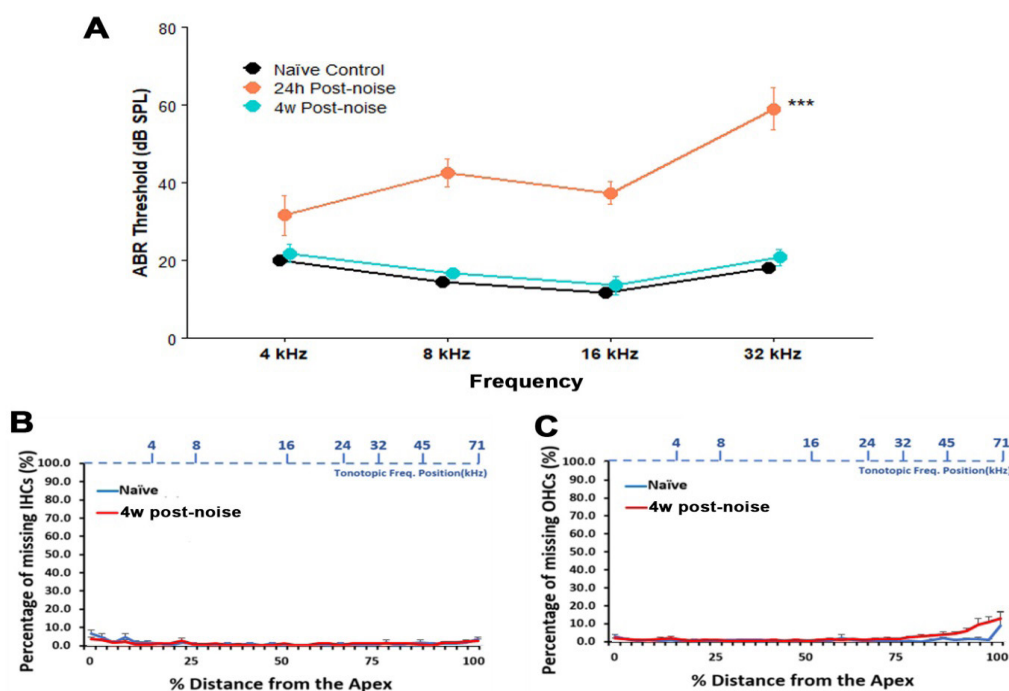 A
80
60
40
20
0
ABR Threshold (dB SPL)
Naïve Control
24h Post-noise
4w Post-noise
***
4 kHz 8 kHz 16 kHz 32 kHz
Frequency
B
4 8 16 24 32 45 71
Tonotopic Freq. Position(kHz)
Percentage of missing IHCs (%)
100.0
90.0
80.0
70.0
60.0
50.0
40.0
30.0
20.0
10.0
0.0
Naïve
4w post-noise
0 25 50 75 100
% Distance from the Apex
C
4 8 16 24 32 45 71
Tonotopic Freq. Position(kHz)
Percentage of missing OHCs (%)
100.0
90.0
80.0
70.0
60.0
50.0
40.0
30.0
20.0
10.0
0.0
Naïve
4w post-noise
0 25 50 75 100
% Distance from the Apex